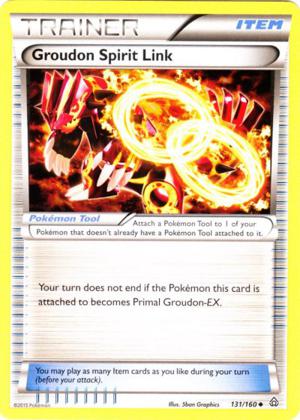 TRAINER ITEM
Groudon Spirit Link
Pokémon Tool Attach a Pokémon Tool to 1 of your
Pokémon that doesn't already have a Pokémon Tool attached to it.
Your turn does not end if the Pokémon this card is
attached to becomes Primal Groudon-EX.
You may play as many Item cards as you like during your turn
(before your attack).
©2015 Pokémon Illus. 5ban Graphics 131/160